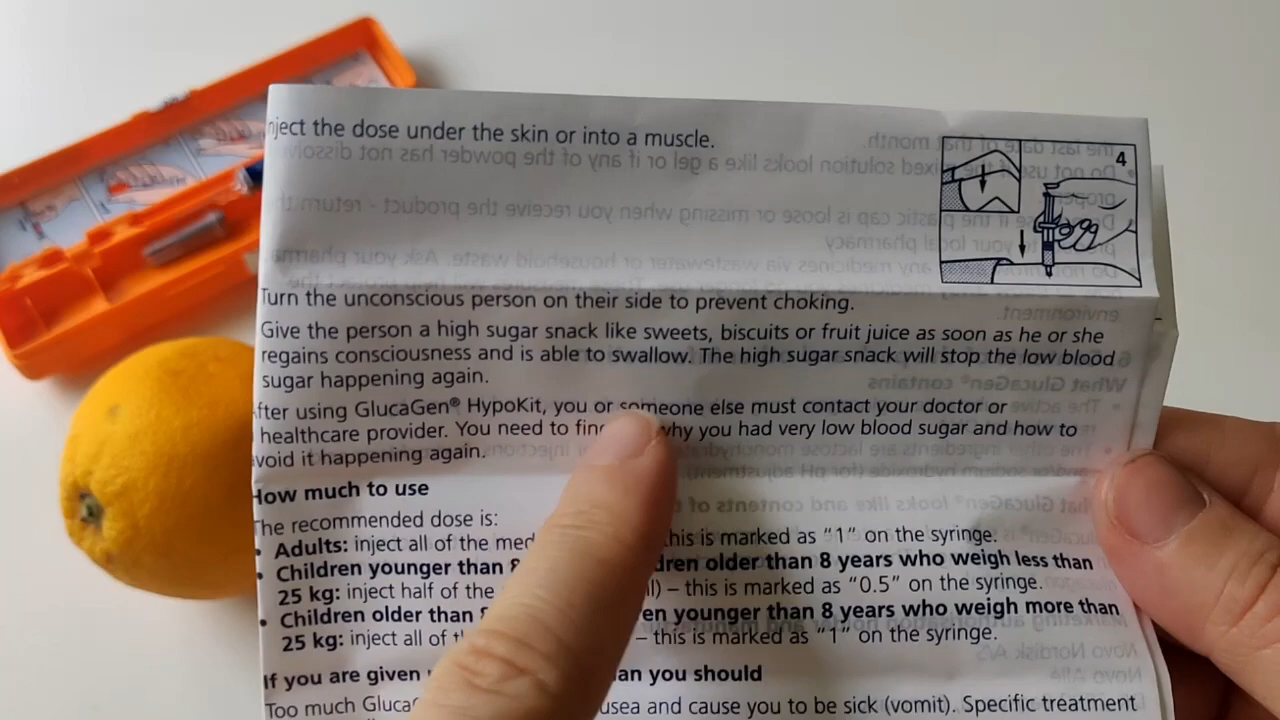 nject the dose under the skin or into a muscle.
4
Turn the unconscious person on their side to prevent choking.
Give the person a high sugar snack like sweets, biscuits or fruit juice as soon as he or she
regains consciousness and is able to swallow. The high sugar snack will stop the low blood
sugar happening again.
fter using GlucaGen® HypoKit, you or someone else must contact your doctor or
healthcare provider. You need to fin why you had very low blood sugar and how to
void it happening again.
How much to use
The recommended dose is:
• Adults: inject all of the med his is marked as "1" on the syringe.
• Children younger than 8 dren older than 8 years who weigh less than
25 kg: inject half of the l) – this is marked as "0.5" on the syringe.
• Children older than 8 en younger than 8 years who weigh more than
25 kg: inject all of t – this is marked as "1" on the syringe.
If you are given an you should
Too much Gluca usea and cause you to be sick (vomit). Specific treatment